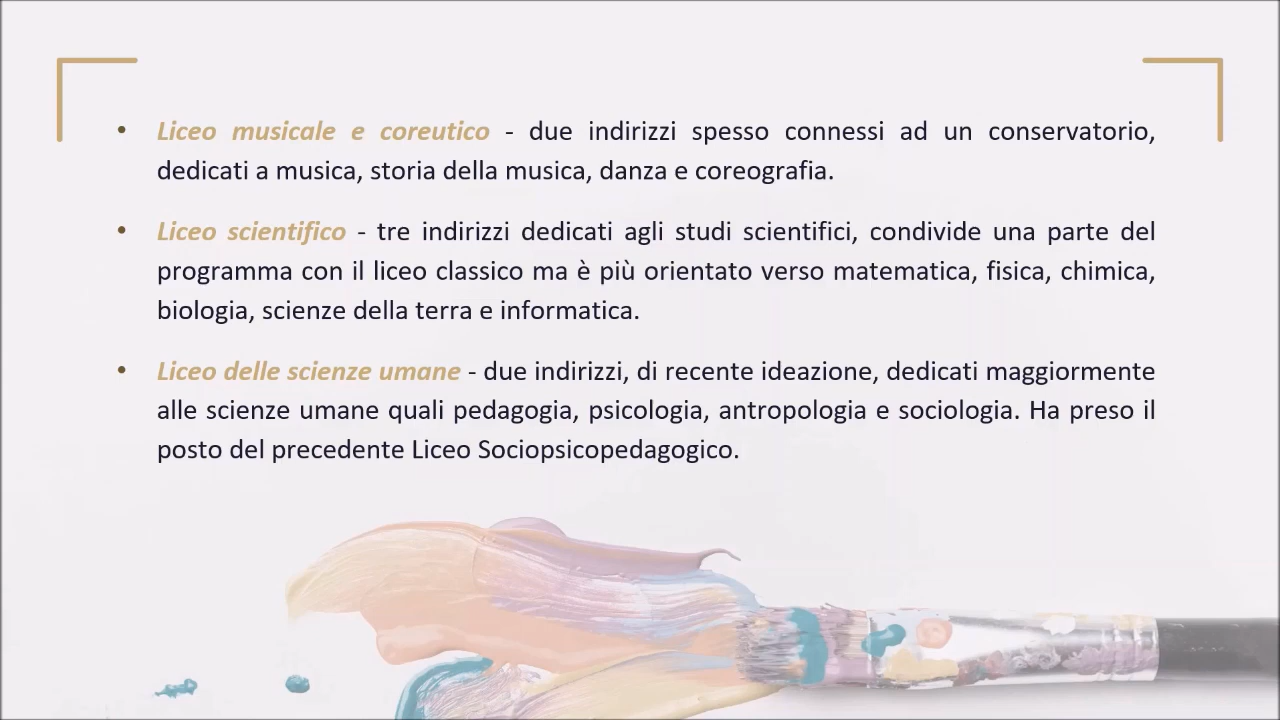 • Liceo musicale e coreutico - due indirizzi spesso connessi ad un conservatorio,
dedicati a musica, storia della musica, danza e coreografia.
• Liceo scientifico - tre indirizzi dedicati agli studi scientifici, condivide una parte del
programma con il liceo classico ma è più orientato verso matematica, fisica, chimica,
biologia, scienze della terra e informatica.
• Liceo delle scienze umane - due indirizzi, di recente ideazione, dedicati maggiormente
alle scienze umane quali pedagogia, psicologia, antropologia e sociologia. Ha preso il
posto del precedente Liceo Sociopsicopedagogico.